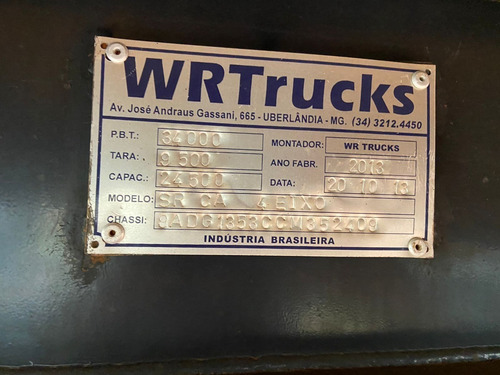 WRTrucks
Av. José Andraus Gassani, 665 - UBERLÂNDIA - MG. (34) 3212.4450
P.B.T.: 34000 MONTADOR: WR TRUCKS
TARA: 9500 ANO FABR. 2013
CAPAC.: 24500 DATA: 20 10 13
MODELO: SR CA 4 EIXO
CHASSI: 9ADG1353CCM352409
INDÚSTRIA BRASILEIRA